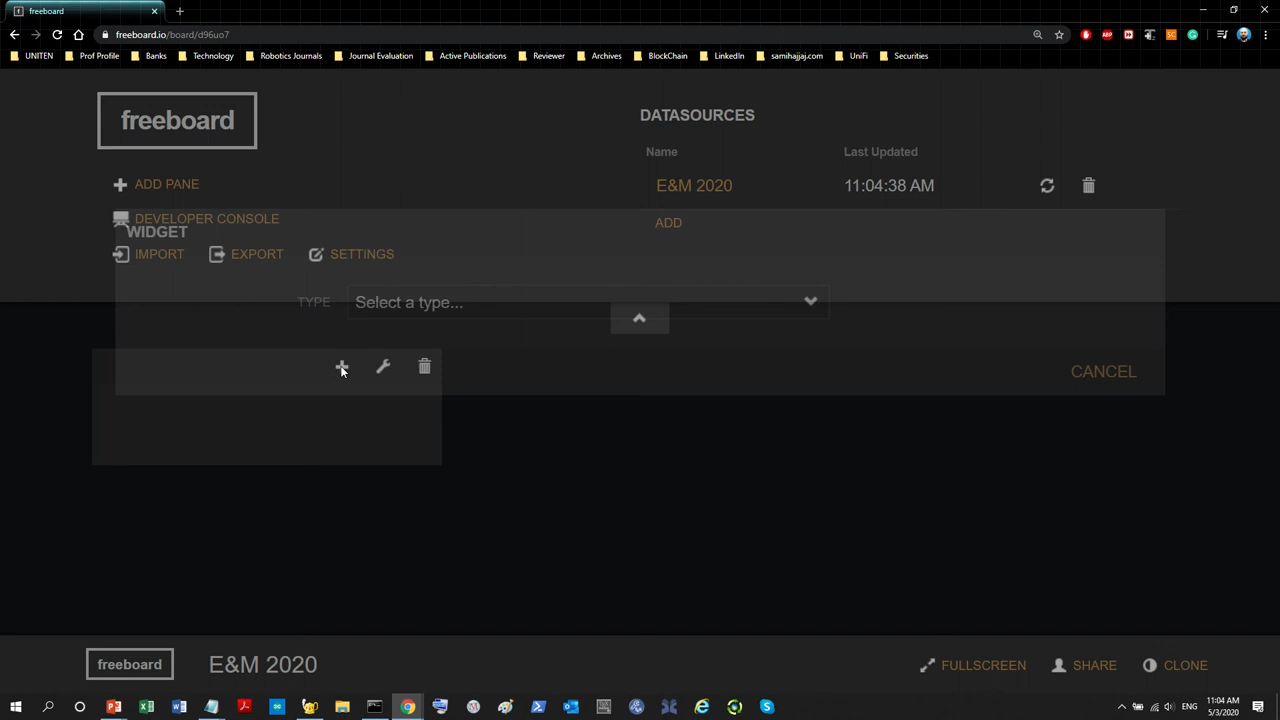 freeboard
freeboard.io/board/d96uo7
UNITEN Prof Profile Banks Technology Robotics Journals Journal Evaluation Active Publications Reviewer Archives BlockChain LinkedIn samihajjaj.com UniFi Securities
freeboard
DATASOURCES
Name Last Updated
ADD PANE
E&M 2020 11:04:38 AM
DEVELOPER CONSOLE
ADD
WIDGET
IMPORT EXPORT SETTINGS
TYPE Select a type...
CANCEL
freeboard E&M 2020 FULLSCREEN SHARE CLONE
ENG 11:04 AM
5/3/2020